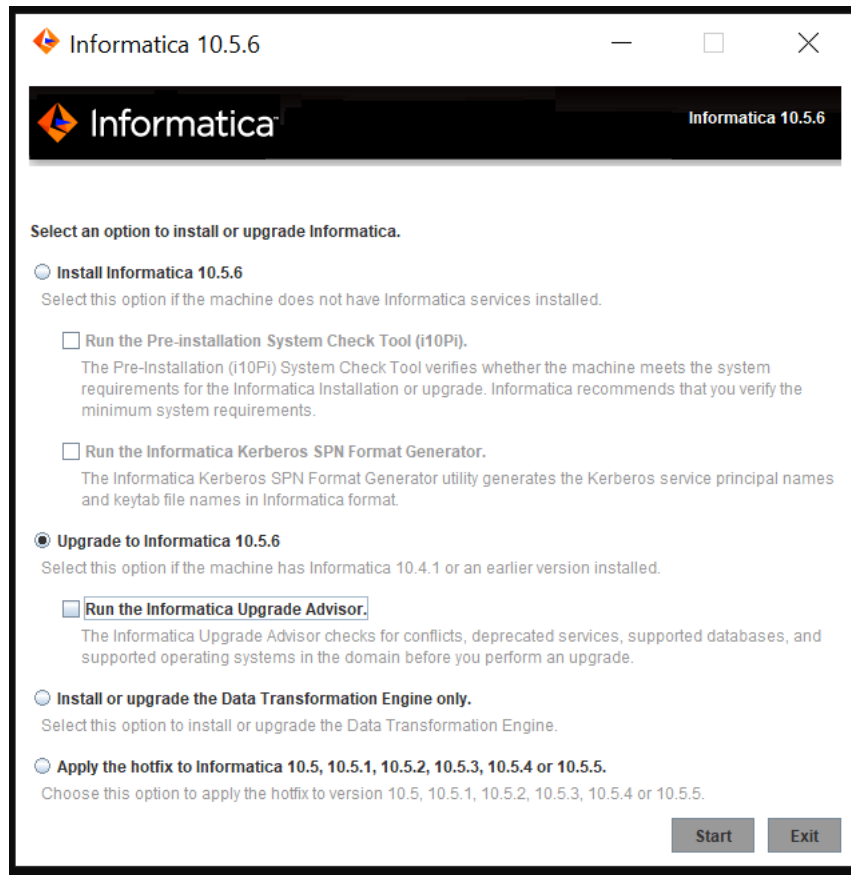 Informatica 10.5.6
Informatica
Informatica 10.5.6
Select an option to install or upgrade Informatica.
Install Informatica 10.5.6
Select this option if the machine does not have Informatica services installed.
Run the Pre-installation System Check Tool (i10Pi).
The Pre-Installation (i10Pi) System Check Tool verifies whether the machine meets the system
requirements for the Informatica Installation or upgrade. Informatica recommends that you verify the
minimum system requirements.
Run the Informatica Kerberos SPN Format Generator.
The Informatica Kerberos SPN Format Generator utility generates the Kerberos service principal names
and keytab file names in Informatica format.
Upgrade to Informatica 10.5.6
Select this option if the machine has Informatica 10.4.1 or an earlier version installed.
Run the Informatica Upgrade Advisor.
The Informatica Upgrade Advisor checks for conflicts, deprecated services, supported databases, and
supported operating systems in the domain before you perform an upgrade.
Install or upgrade the Data Transformation Engine only.
Select this option to install or upgrade the Data Transformation Engine.
Apply the hotfix to Informatica 10.5, 10.5.1, 10.5.2, 10.5.3, 10.5.4 or 10.5.5.
Choose this option to apply the hotfix to version 10.5, 10.5.1, 10.5.2, 10.5.3, 10.5.4 or 10.5.5.
Start Exit